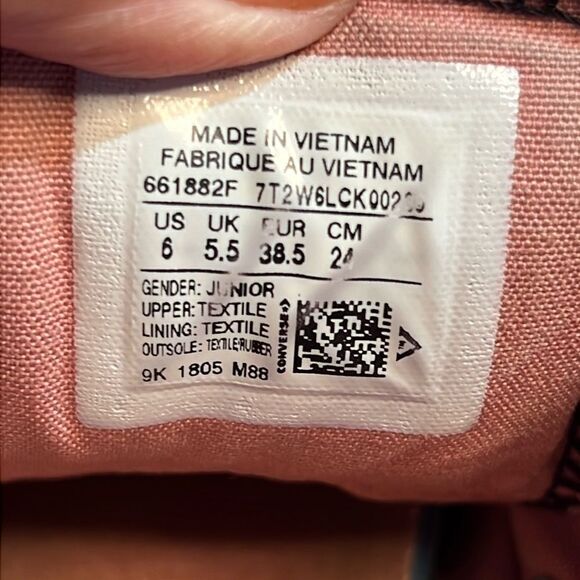 MADE IN VIETNAM
FABRIQUE AU VIETNAM
661882F
US UK EUR CM
6 5.5 38.5 24
GENDER: JUNIOR
UPPER: TEXTILE
LINING: TEXTILE
OUTSOLE: TEXTILE/RUBBER
9K 1805 M88
CONVERSE